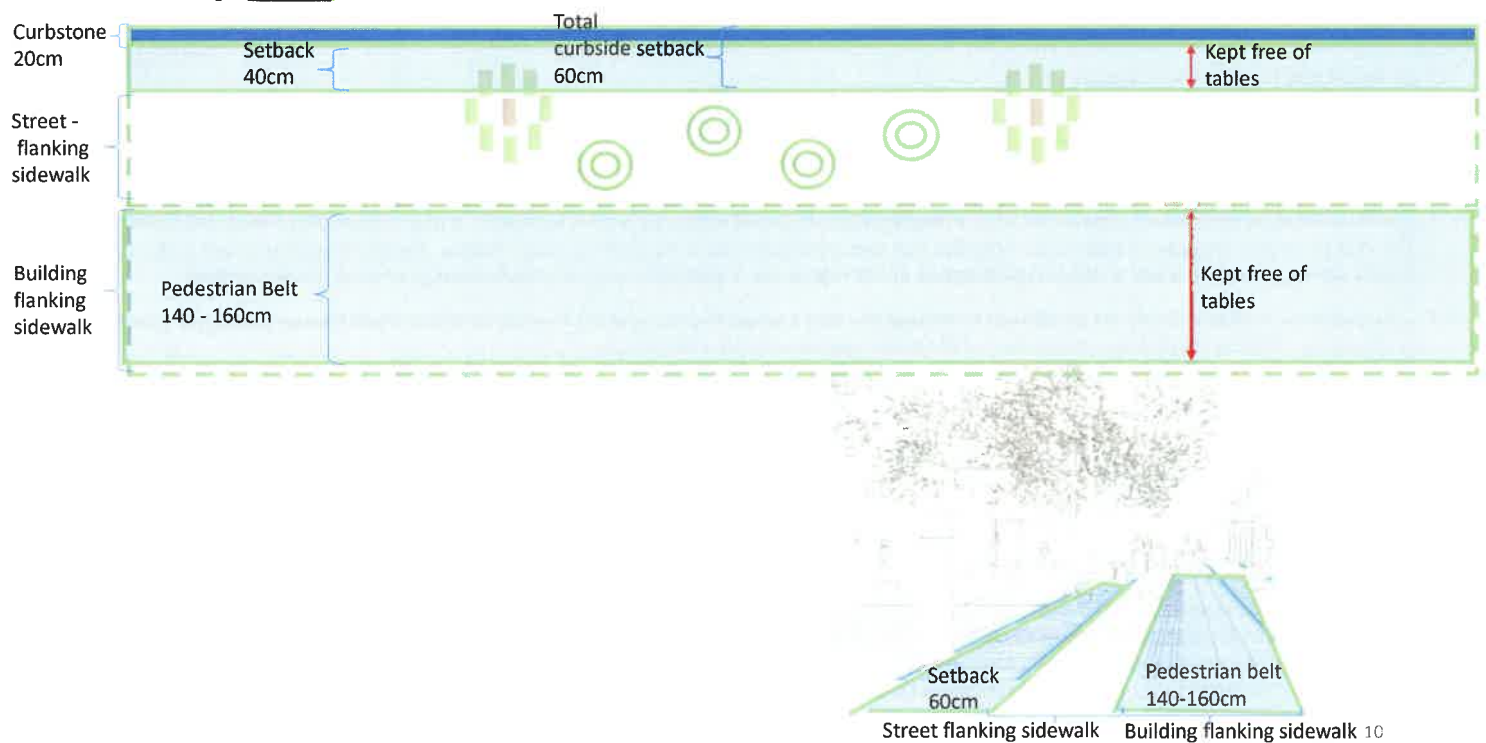 Curbstone
20cm
Setback
40cm
Total
curbside setback
60cm
Kept free of
tables
Street -
flanking
sidewalk
Building
flanking
sidewalk
Pedestrian Belt
140 - 160cm
Kept free of
tables
Setback
60cm
Pedestrian belt
140-160cm
Street flanking sidewalk
Building flanking sidewalk 10